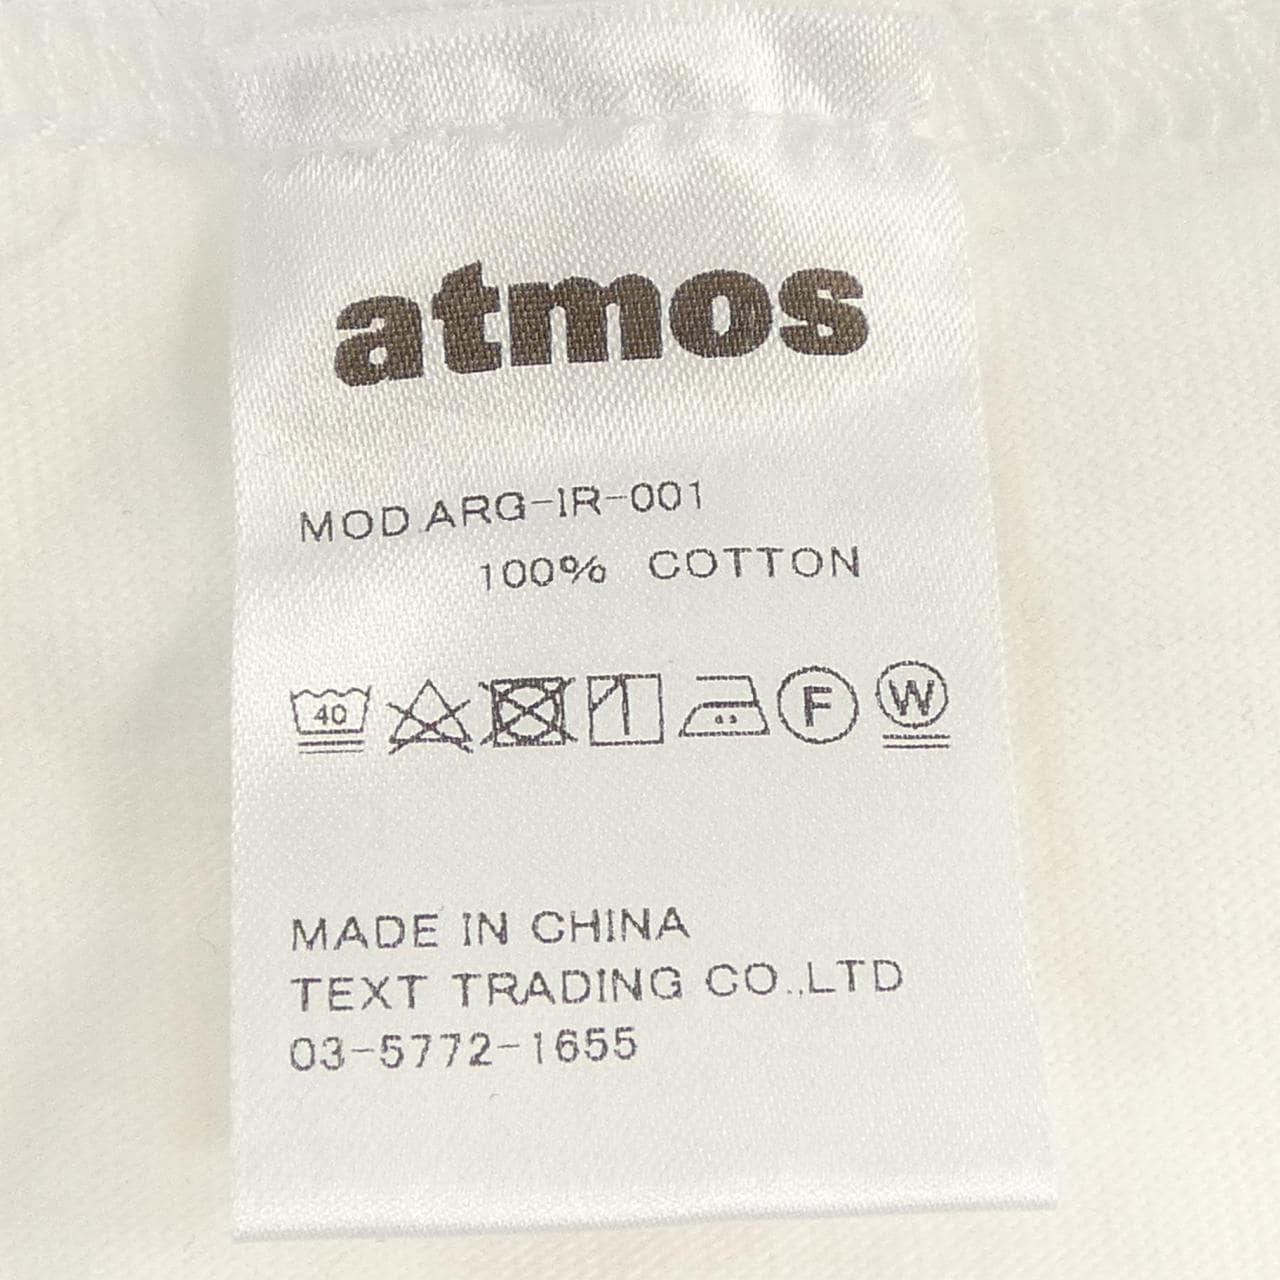 atmos
MOD ARG-IR-001
100% COTTON
40 F W
MADE IN CHINA
TEXT TRADING CO.,LTD
03-5772-1655